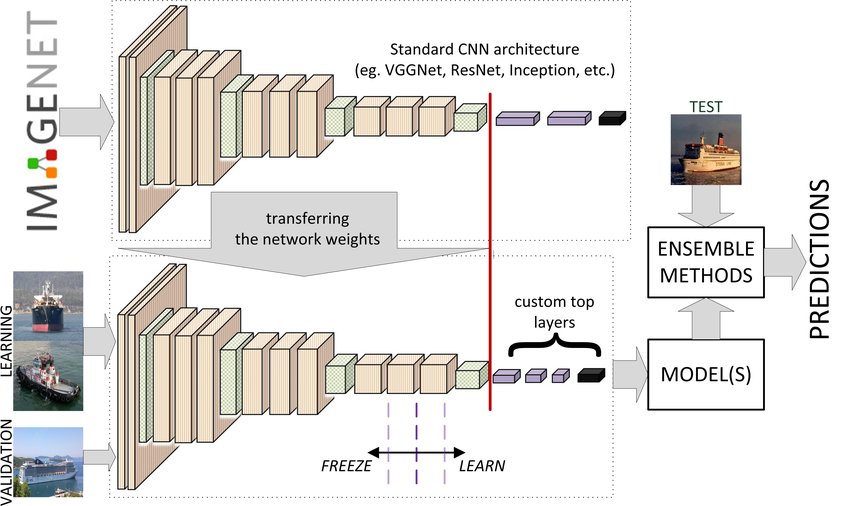 IMAGENET
Standard CNN architecture
(eg. VGGNet, ResNet, Inception, etc.)
TEST
transferring
the network weights
ENSEMBLE
METHODS
PREDICTIONS
LEARNING
custom top
layers
MODEL(S)
VALIDATION
FREEZE
LEARN